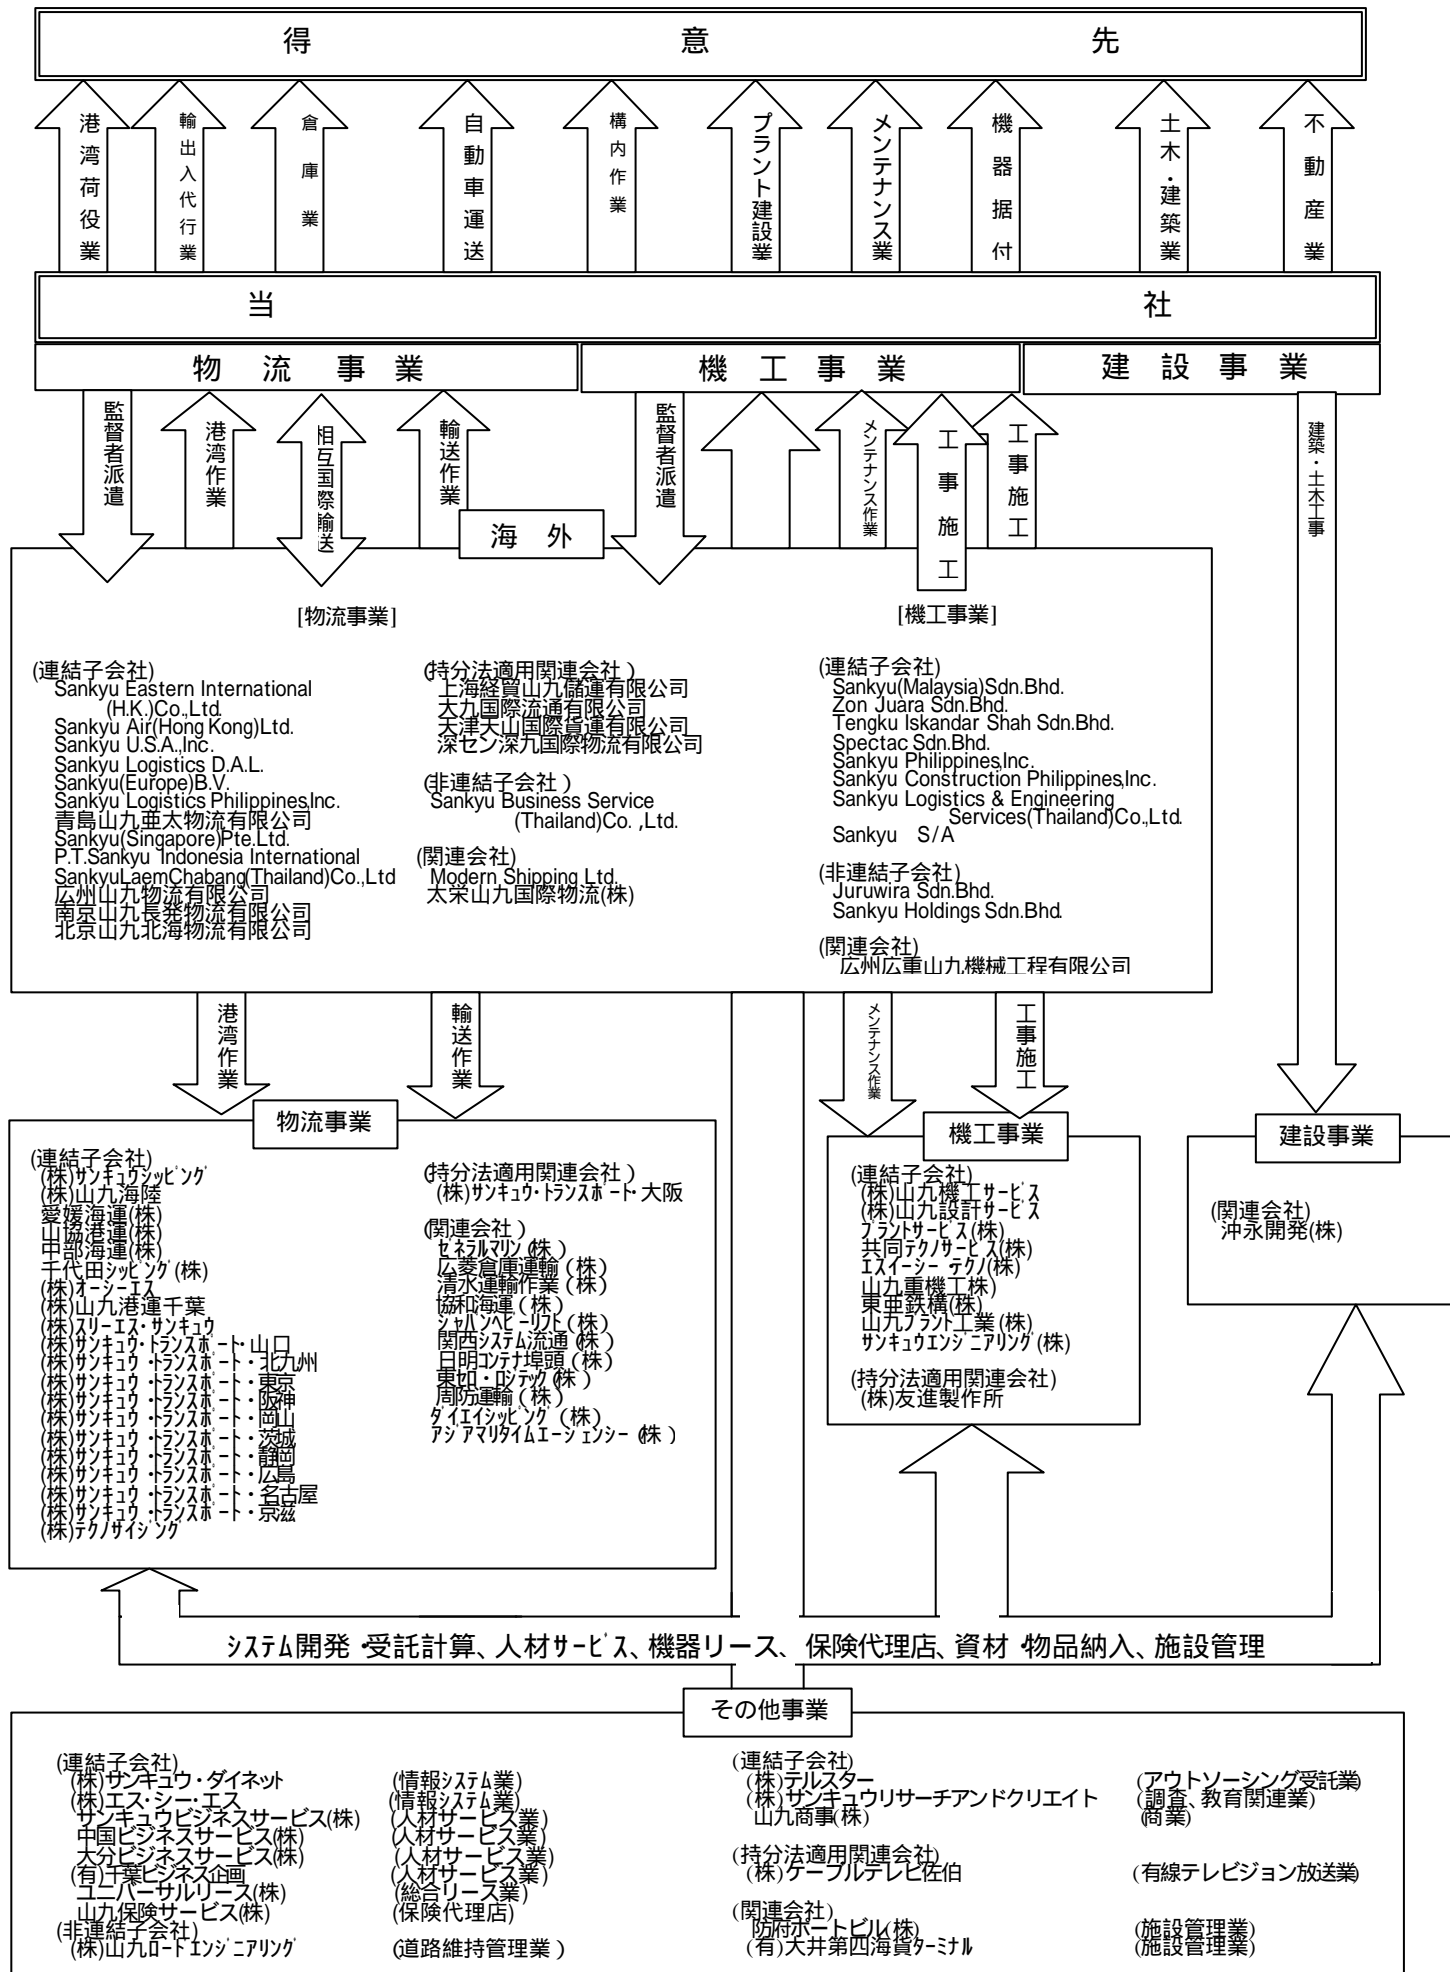 得意先
港湾荷役業
輸出入代行業
倉庫業
自動車運送
構内作業
プラント建設業
メンテナンス業
機器据付
土木・建築業
不動産業
当社
物流事業
機工事業
建設事業
監督者派遣
港湾作業
相互国際輸送
輸送作業
監督者派遣
メンテナンス作業
工事施工
工事施工
建築・土木工事
海外
[物流事業]
(連結子会社)
Sankyu Eastern International
(H.K.)Co.,Ltd.
Sankyu Air(Hong Kong)Ltd.
Sankyu U.S.A.,Inc.
Sankyu Logistics D.A.L.
Sankyu(Europe)B.V.
Sankyu Logistics Philippines,Inc.
青島山九亜太物流有限公司
Sankyu(Singapore)Pte.Ltd.
P.T.Sankyu Indonesia International
SankyuLaemChabang(Thailand)Co.,Ltd
広州山九物流有限公司
南京山九長発物流有限公司
北京山九北海物流有限公司
(持分法適用関連会社)
上海経貿山九儲運有限公司
大九国際流通有限公司
天津天山国際貨運有限公司
深セン深九国際物流有限公司
(非連結子会社)
Sankyu Business Service
(Thailand)Co. ,Ltd.
(関連会社)
Modern Shipping Ltd.
太栄山九国際物流(株)
[機工事業]
(連結子会社)
Sankyu(Malaysia)Sdn.Bhd.
Zon Juara Sdn.Bhd.
Tengku Iskandar Shah Sdn.Bhd.
Spectac Sdn.Bhd.
Sankyu Philippines,Inc.
Sankyu Construction Philippines,Inc.
Sankyu Logistics & Engineering
Services(Thailand)Co.,Ltd.
Sankyu S/A
(非連結子会社)
Juruwira Sdn.Bhd.
Sankyu Holdings Sdn.Bhd.
(関連会社)
広州広重山九機械工程有限公司
港湾作業
輸送作業
メンテナンス作業
工事施工
物流事業
(連結子会社)
(株)サンキュウシッピング
(株)山九海陸
愛媛海運(株)
山協港運(株)
中部海運(株)
千代田シッピング(株)
(株)オーシーエス
(株)山九港運千葉
(株)スリーエス・サンキュウ
(株)サンキュウ・トランスポート・山口
(株)サンキュウ・トランスポート・北九州
(株)サンキュウ・トランスポート・東京
(株)サンキュウ・トランスポート・阪神
(株)サンキュウ・トランスポート・岡山
(株)サンキュウ・トランスポート・茨城
(株)サンキュウ・トランスポート・静岡
(株)サンキュウ・トランスポート・広島
(株)サンキュウ・トランスポート・名古屋
(株)サンキュウ・トランスポート・京滋
(株)テクノサイジング
(持分法適用関連会社)
(株)サンキュウ・トランスポート・大阪
(関連会社)
ゼネラルマリン(株)
広菱倉庫運輸(株)
清水運輸作業(株)
協和海運(株)
ジャパンヘビーリフト(株)
関西システム流通(株)
日明コンテナ埠頭(株)
東セロ・ロジテック(株)
周防運輸(株)
ダイエイシッピング(株)
アジアマリタイムエージェンシー(株)
機工事業
(連結子会社)
(株)山九機工サービス
(株)山九設計サービス
プラントサービス(株)
共同テクノサービス(株)
エスイーシーテクノ(株)
山九重機工株)
東亜鉄構(株)
山九プラント工業(株)
サンキュウエンジニアリング(株)
(持分法適用関連会社)
(株)友進製作所
建設事業
(関連会社)
沖永開発(株)
システム開発・受託計算、人材サービス、機器リース、保険代理店、資材・物品納入、施設管理
その他事業
(連結子会社)
(株)サンキュウ・ダイネット (情報システム業)
(株)エス・シー・エス (情報システム業)
サンキュウビジネスサービス(株) (人材サービス業)
中国ビジネスサービス(株) (人材サービス業)
大分ビジネスサービス(株) (人材サービス業)
(有)千葉ビジネス企画 (人材サービス業)
ユニバーサルリース(株) (総合リース業)
山九保険サービス(株) (保険代理店)
(非連結子会社)
(株)山九ロードエンジニアリング (道路維持管理業)
(連結子会社)
(株)テルスター (アウトソーシング受託業)
(株)サンキュウリサーチアンドクリエイト (調査、教育関連業)
山九商事(株) (商業)
(持分法適用関連会社)
(株)ケーブルテレビ佐伯 (有線テレビジョン放送業)
(関連会社)
防府ポートビル(株) (施設管理業)
(有)大井第四海貨ターミナル (施設管理業)